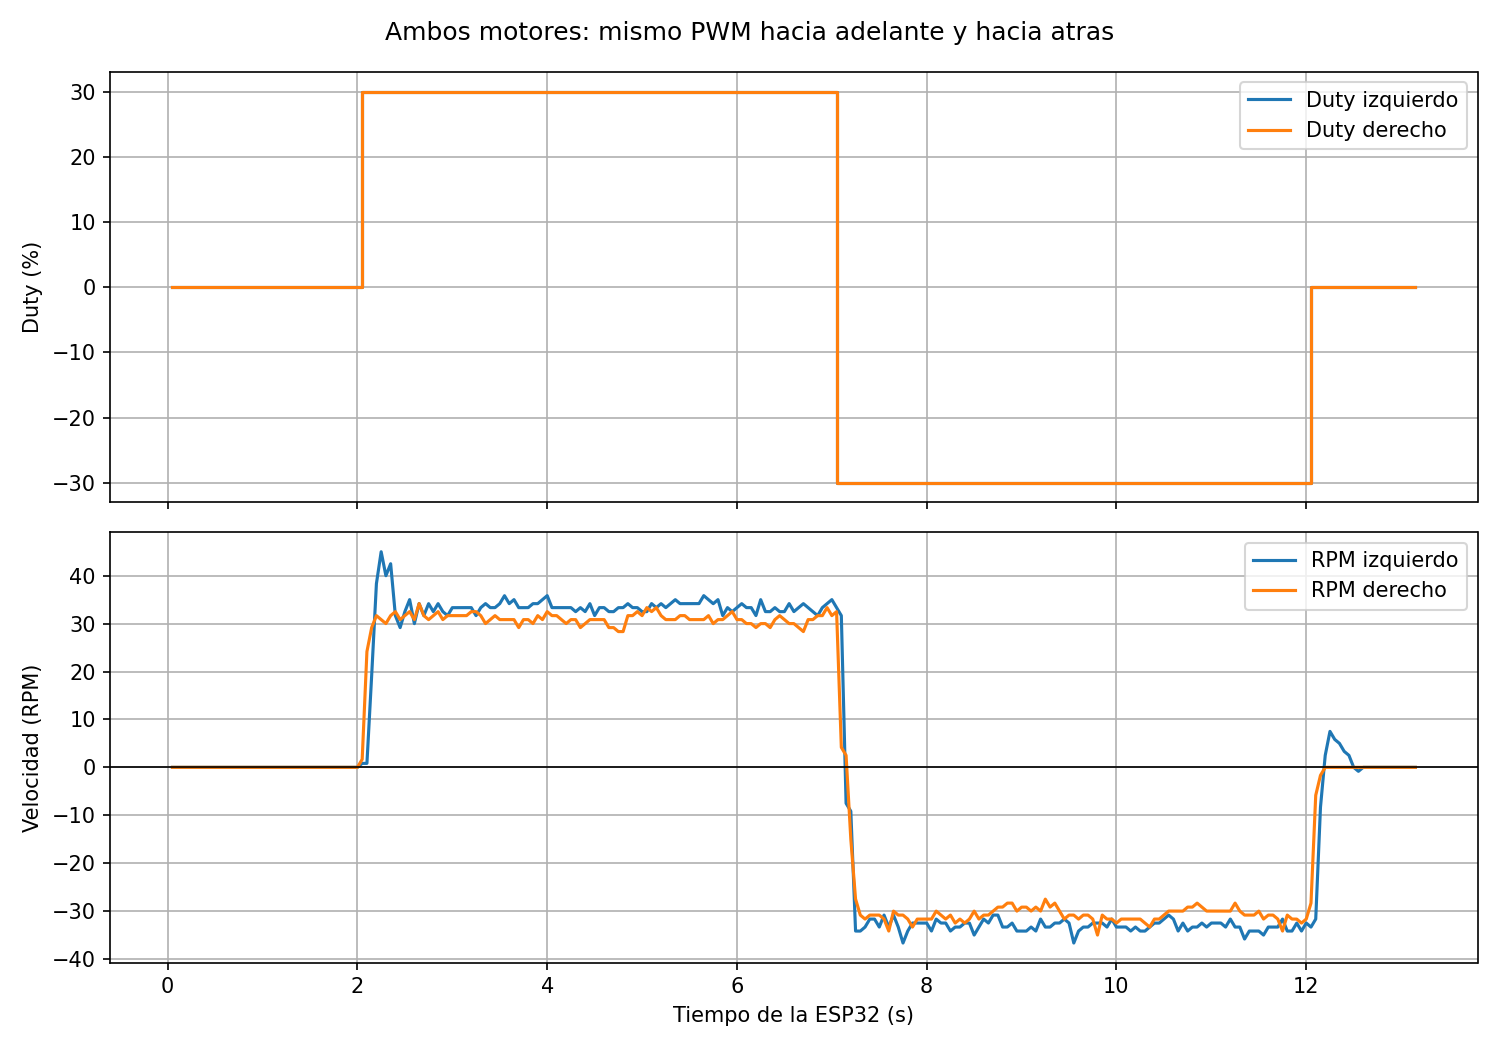 Ambos motores: mismo PWM hacia adelante y hacia atras
Duty (%)
30
20
10
0
−10
−20
−30
Duty izquierdo
Duty derecho
Velocidad (RPM)
40
30
20
10
0
−10
−20
−30
−40
RPM izquierdo
RPM derecho
0 2 4 6 8 10 12
Tiempo de la ESP32 (s)